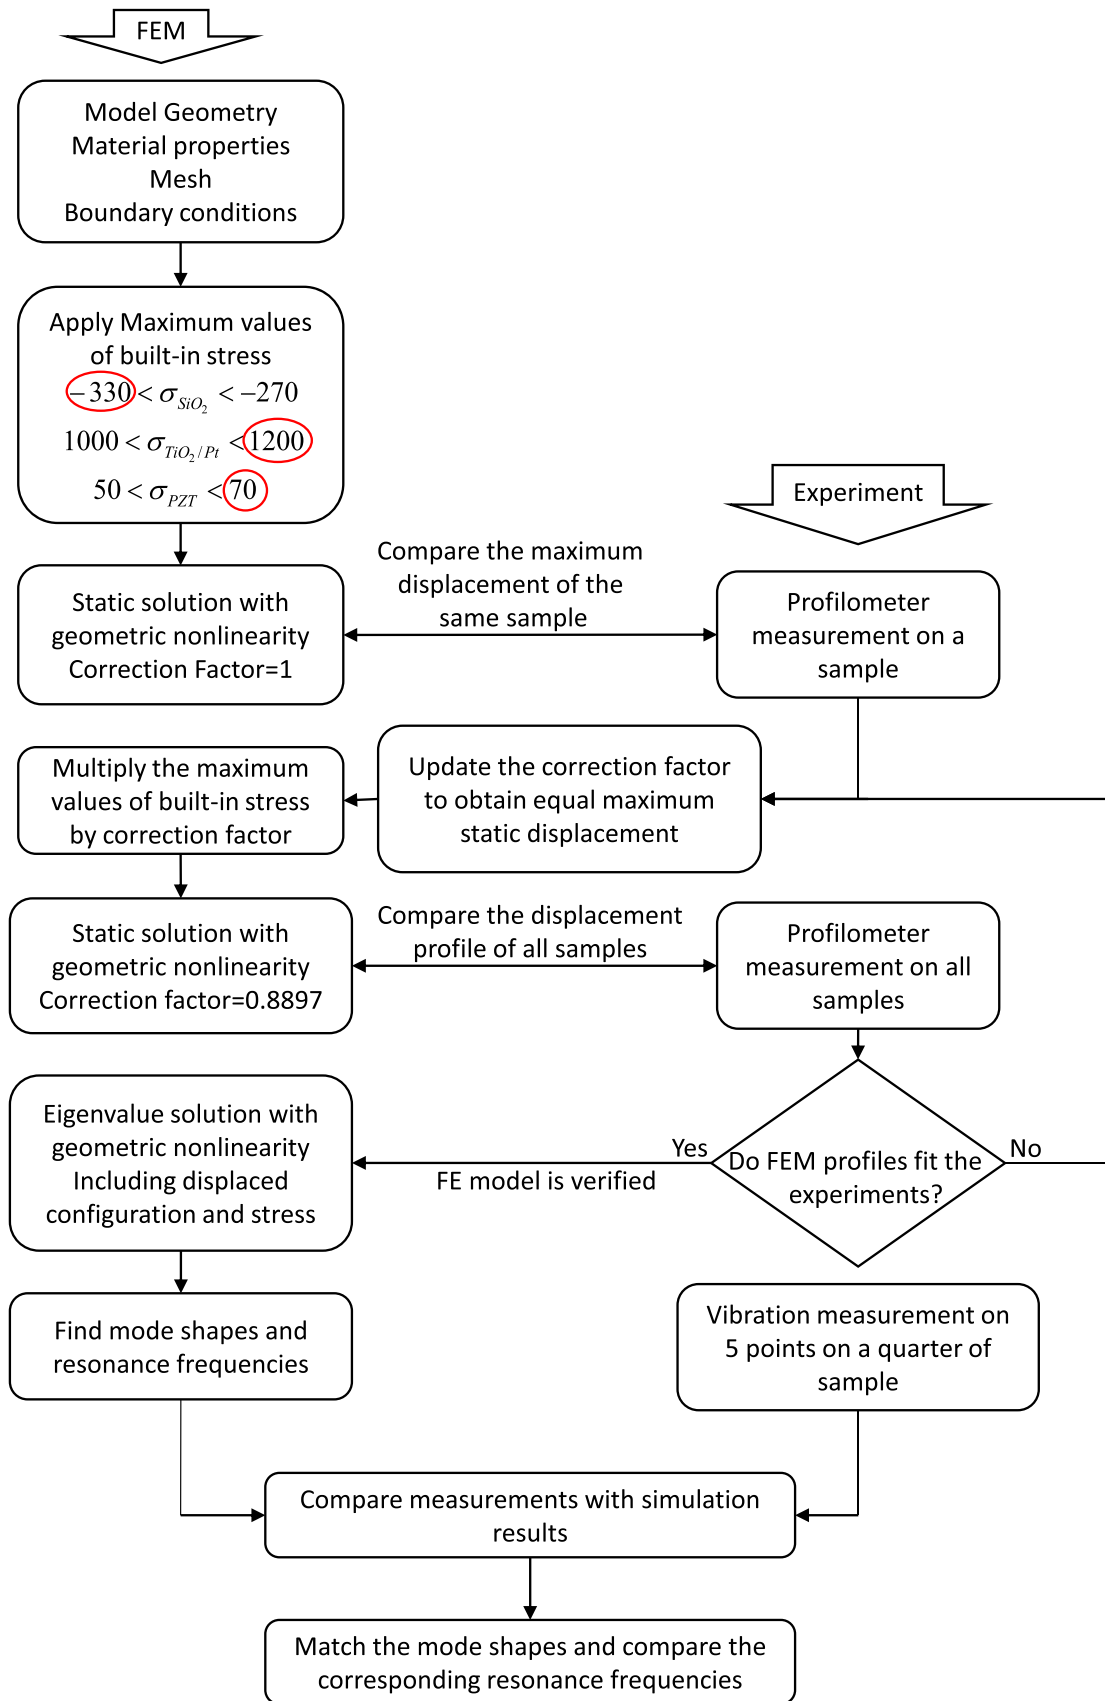 FEM
Model Geometry
Material properties
Mesh
Boundary conditions
Apply Maximum values
of built-in stress
−330 < σ_SiO₂ < −270
1000 < σ_TiO₂/Pt < 1200
50 < σ_PZT < 70
Experiment
Static solution with
geometric nonlinearity
Correction Factor=1
Compare the maximum
displacement of the
same sample
Profilometer
measurement on a
sample
Multiply the maximum
values of built-in stress
by correction factor
Update the correction factor
to obtain equal maximum
static displacement
Static solution with
geometric nonlinearity
Correction factor=0.8897
Compare the displacement
profile of all samples
Profilometer
measurement on all
samples
Eigenvalue solution with
geometric nonlinearity
Including displaced
configuration and stress
Yes
FE model is verified
Do FEM profiles fit the
experiments?
No
Find mode shapes and
resonance frequencies
Vibration measurement on
5 points on a quarter of
sample
Compare measurements with simulation
results
Match the mode shapes and compare the
corresponding resonance frequencies